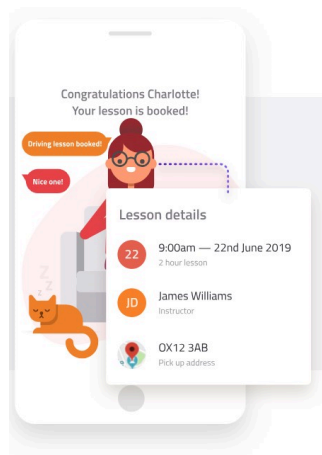 Congratulations Charlotte!
Your lesson is booked!
Driving lesson booked!
Nice one!
Z
Z
Z
Z
Lesson details
22
9:00am — 22nd June 2019
2 hour lesson
JD
James Williams
Instructor
OX12 3AB
Pick up address